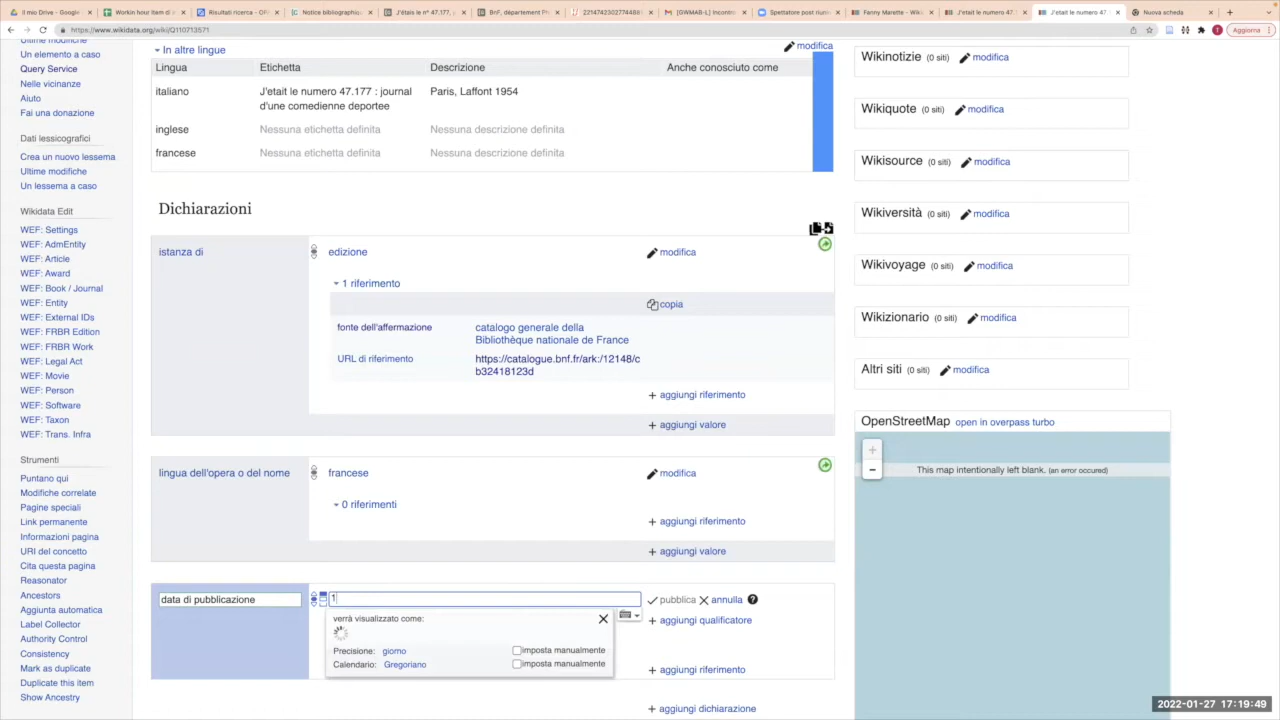 Il mio Drive - Google
Workin hour Item di
Risultati ricerca - OPA
Notice bibliographiq
J'étais le n° 47.177, j
BnF, département Ph
22147423027744889
[GWMAB-L] Incontro
Spettatore post riun
Fanny Marette - Wiki
J'etait le numero 47.
J'etait le numero 47
Nuova scheda
https://www.wikidata.org/wiki/Q110713571
Aggiorna
Ultime modifiche
Un elemento a caso
Query Service
Nelle vicinanze
Aiuto
Fai una donazione
Dati lessicografici
Crea un nuovo lessema
Ultime modifiche
Un lessema a caso
Wikidata Edit
WEF: Settings
WEF: AdmEntity
WEF: Article
WEF: Award
WEF: Book / Journal
WEF: Entity
WEF: External IDs
WEF: FRBR Edition
WEF: FRBR Work
WEF: Legal Act
WEF: Movie
WEF: Person
WEF: Software
WEF: Taxon
WEF: Trans. Infra
Strumenti
Puntano qui
Modifiche correlate
Pagine speciali
Link permanente
Informazioni pagina
URI del concetto
Cita questa pagina
Reasonator
Ancestors
Aggiunta automatica
Label Collector
Authority Control
Consistency
Mark as duplicate
Duplicate this item
Show Ancestry
In altre lingue
modifica
Lingua Etichetta Descrizione Anche conosciuto come
italiano J'etait le numero 47.177 : journal Paris, Laffont 1954
d'une comedienne deportee
inglese Nessuna etichetta definita Nessuna descrizione definita
francese Nessuna etichetta definita Nessuna descrizione definita
Dichiarazioni
istanza di edizione modifica
1 riferimento
copia
fonte dell'affermazione catalogo generale della
Bibliothèque nationale de France
URL di riferimento https://catalogue.bnf.fr/ark:/12148/c
b32418123d
+ aggiungi riferimento
+ aggiungi valore
lingua dell'opera o del nome francese modifica
0 riferimenti
+ aggiungi riferimento
+ aggiungi valore
data di pubblicazione 1 pubblica annulla ?
verrà visualizzato come:
+ aggiungi qualificatore
Precisione: giorno imposta manualmente
Calendario: Gregoriano imposta manualmente
+ aggiungi riferimento
+ aggiungi dichiarazione
Wikinotizie (0 siti) modifica
Wikiquote (0 siti) modifica
Wikisource (0 siti) modifica
Wikiversità (0 siti) modifica
Wikivoyage (0 siti) modifica
Wikizionario (0 siti) modifica
Altri siti (0 siti) modifica
OpenStreetMap open in overpass turbo
+
−
This map intentionally left blank. (an error occured)
2022-01-27 17:19:49